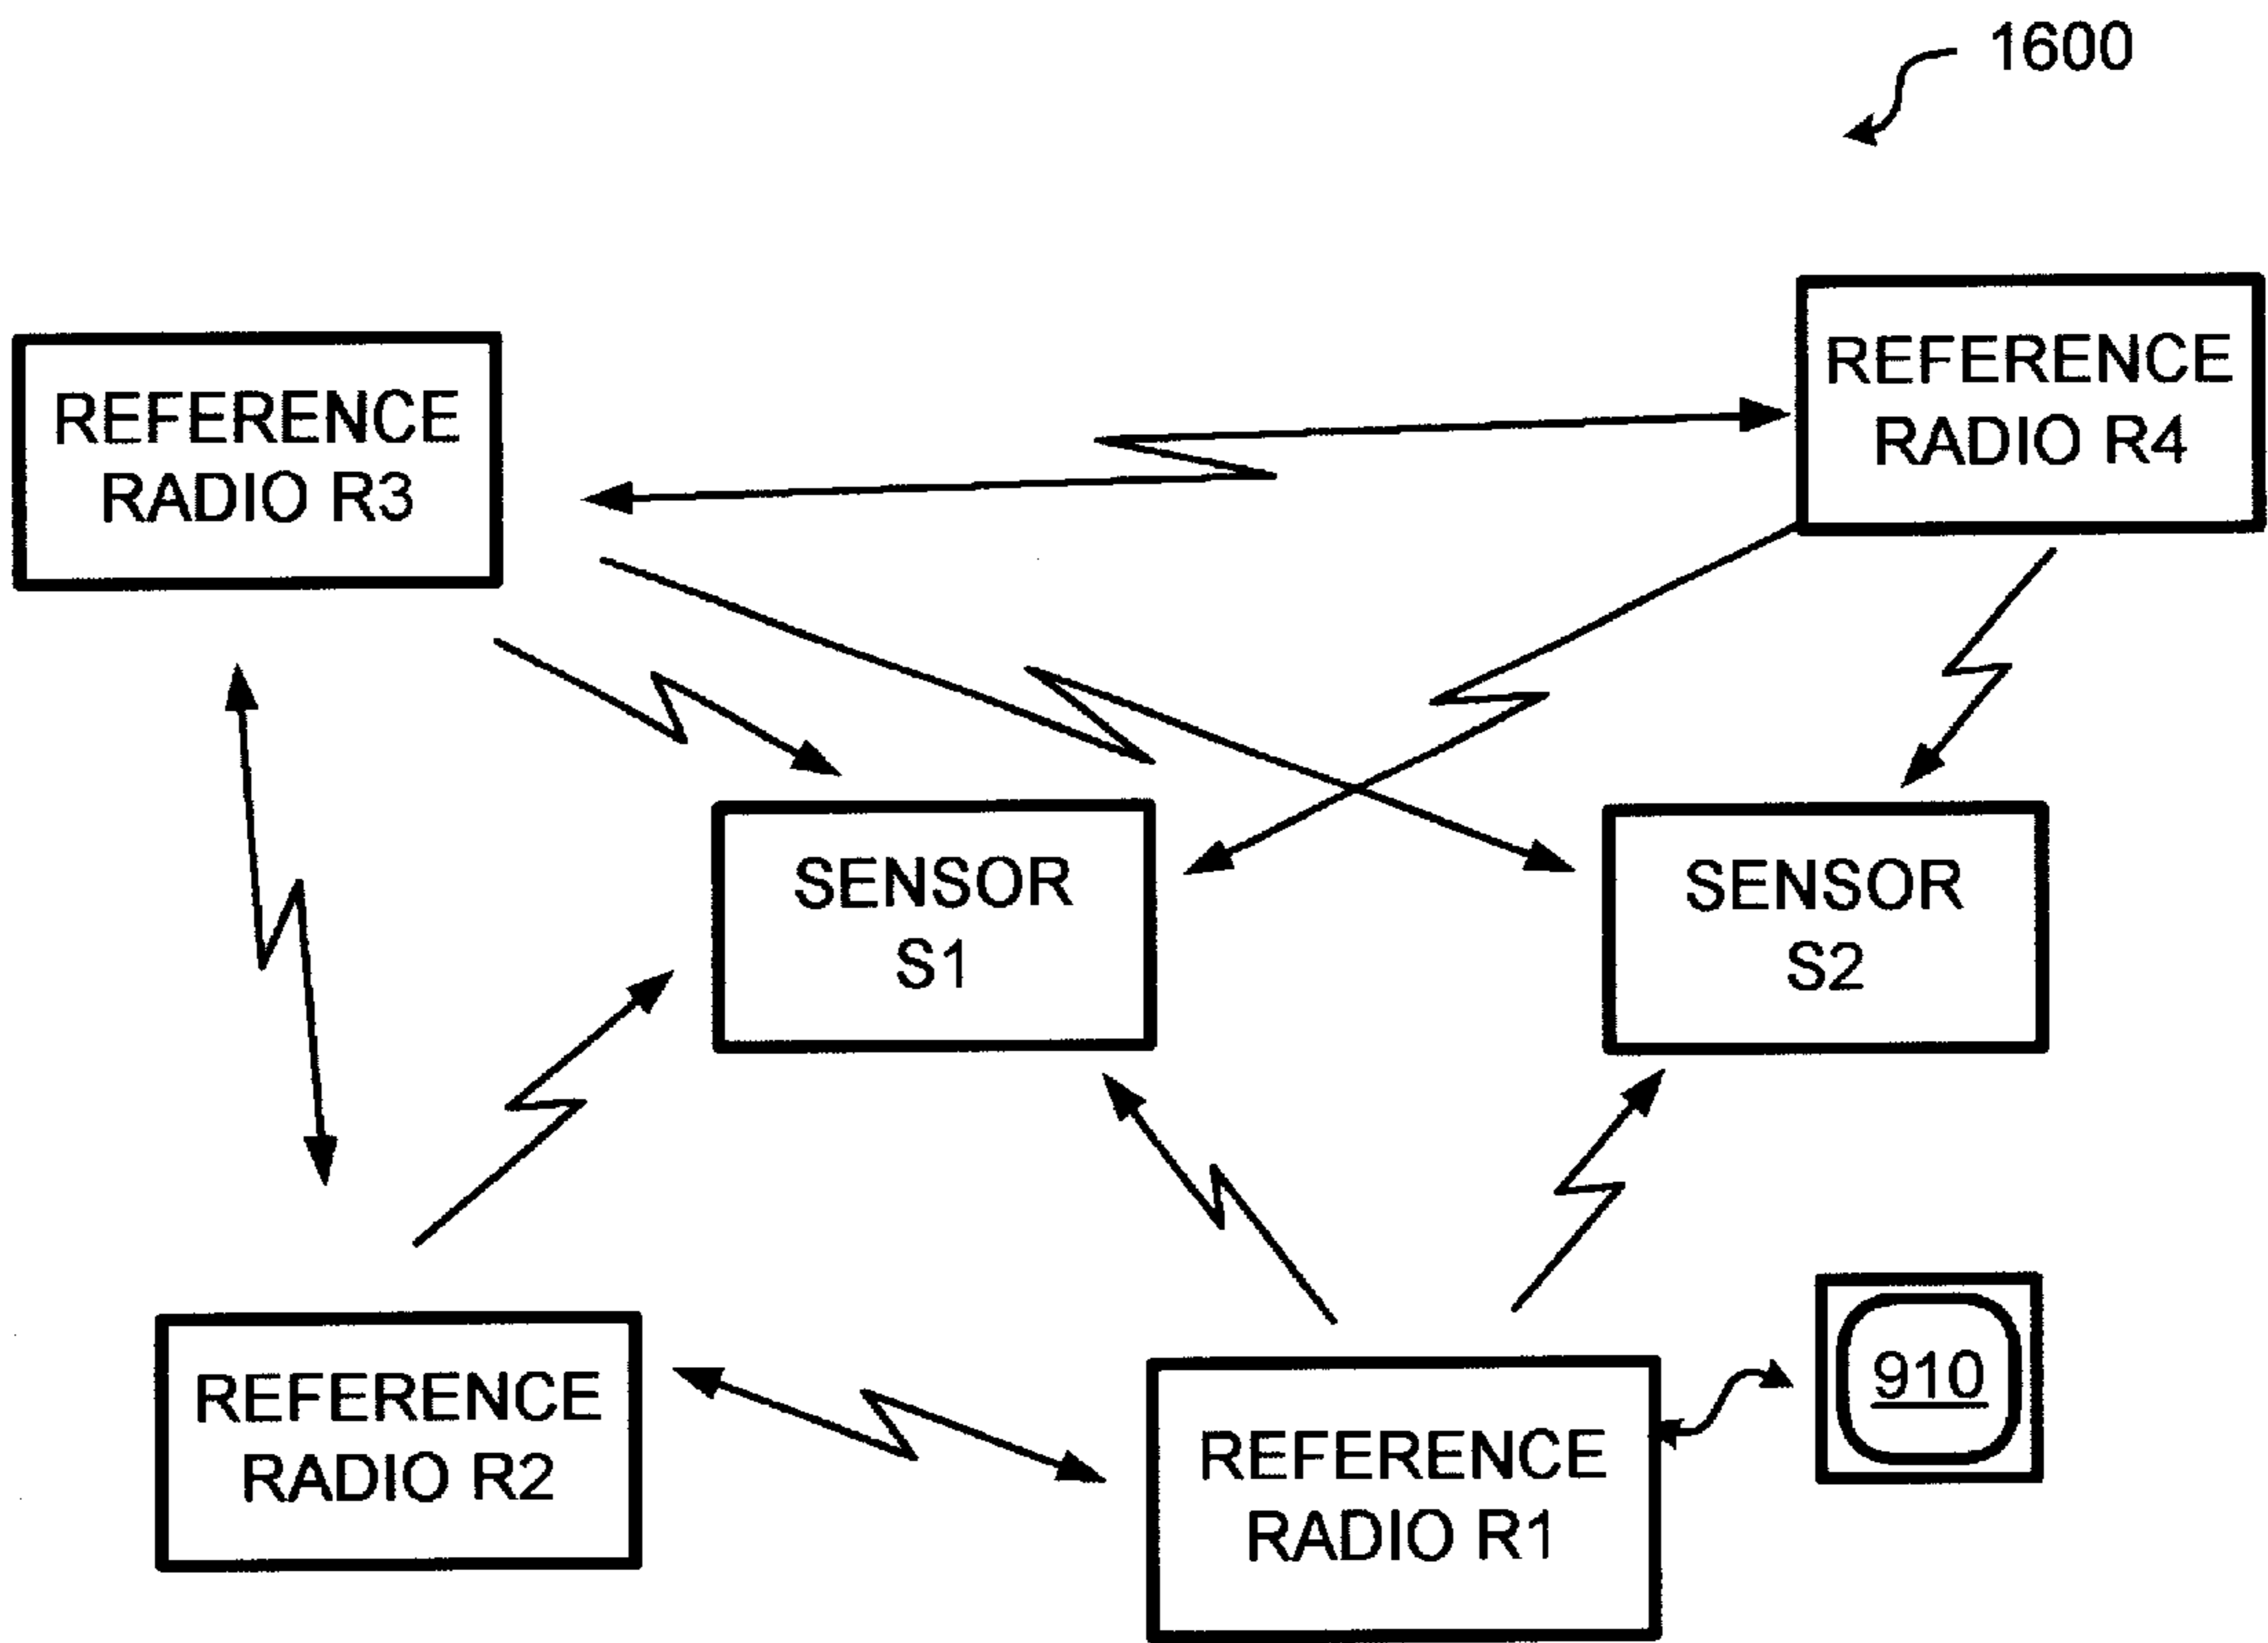 1600
REFERENCE
RADIO R3
REFERENCE
RADIO R4
SENSOR
S1
SENSOR
S2
REFERENCE
RADIO R2
REFERENCE
RADIO R1
910